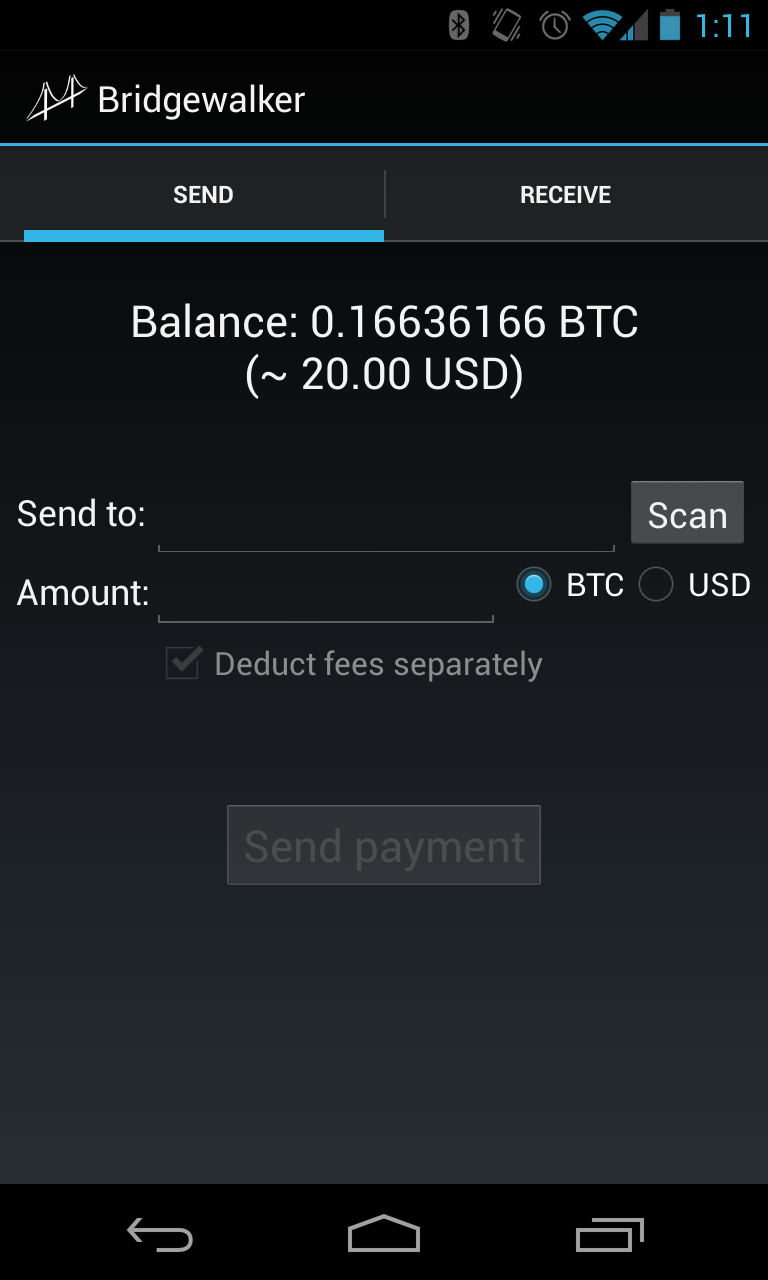 1:11
Bridgewalker
SEND
RECEIVE
Balance: 0.16636166 BTC
(~ 20.00 USD)
Send to:
Scan
Amount:
BTC
USD
Deduct fees separately
Send payment